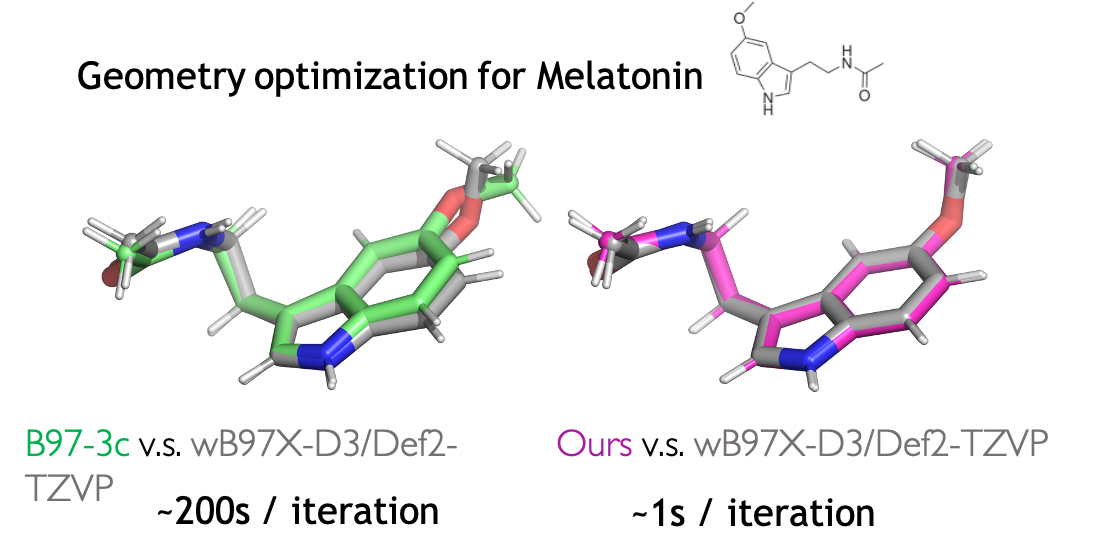 Geometry optimization for Melatonin
O
N
H
H
N
O
B97-3c v.s. wB97X-D3/Def2-
TZVP
~200s / iteration
Ours v.s. wB97X-D3/Def2-TZVP
~1s / iteration